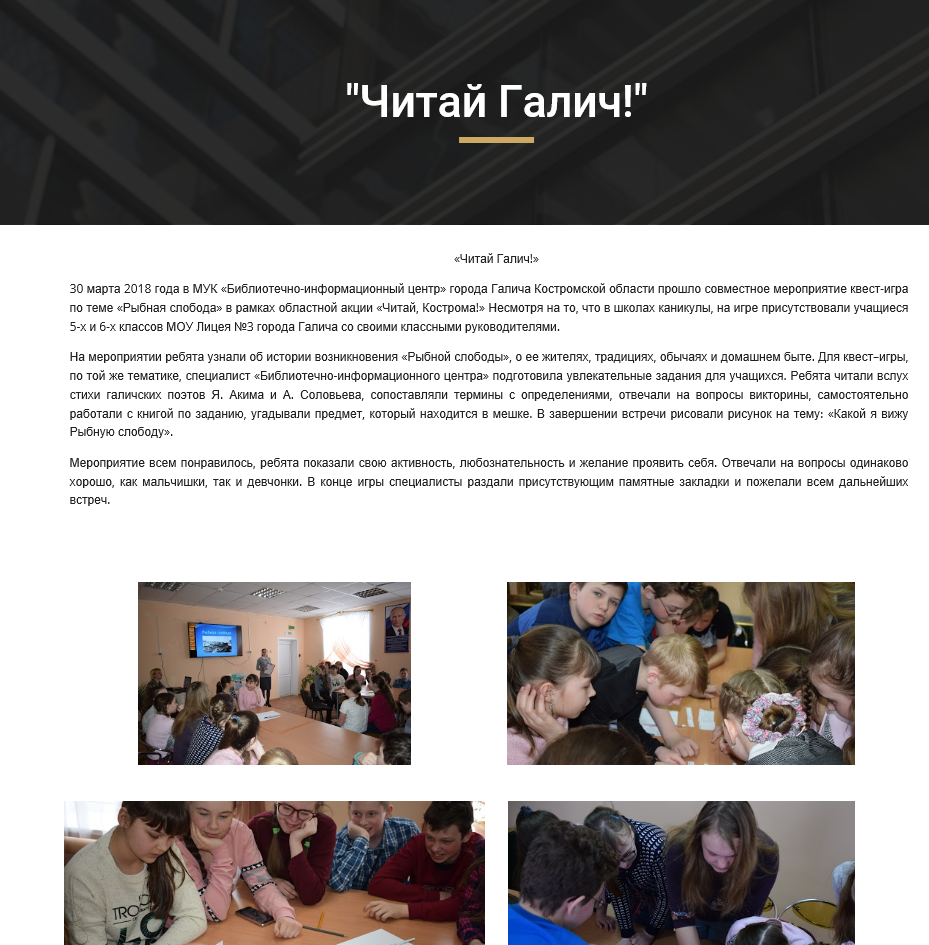 "Читай Галич!"
«Читай Галич!»
30 марта 2018 года в МУК «Библиотечно-информационный центр» города Галича Костромской области прошло совместное мероприятие квест-игра
по теме «Рыбная слобода» в рамках областной акции «Читай, Кострома!» Несмотря на то, что в школах каникулы, на игре присутствовали учащиеся
5-х и 6-х классов МОУ Лицея №3 города Галича со своими классными руководителями.
На мероприятии ребята узнали об истории возникновения «Рыбной слободы», о ее жителях, традициях, обычаях и домашнем быте. Для квест–игры,
по той же тематике, специалист «Библиотечно-информационного центра» подготовила увлекательные задания для учащихся. Ребята читали вслух
стихи галичских поэтов Я. Акима и А. Соловьева, сопоставляли термины с определениями, отвечали на вопросы викторины, самостоятельно
работали с книгой по заданию, угадывали предмет, который находится в мешке. В завершении встречи рисовали рисунок на тему: «Какой я вижу
Рыбную слободу».
Мероприятие всем понравилось, ребята показали свою активность, любознательность и желание проявить себя. Отвечали на вопросы одинаково
хорошо, как мальчишки, так и девчонки. В конце игры специалисты раздали присутствующим памятные закладки и пожелали всем дальнейших
встреч.